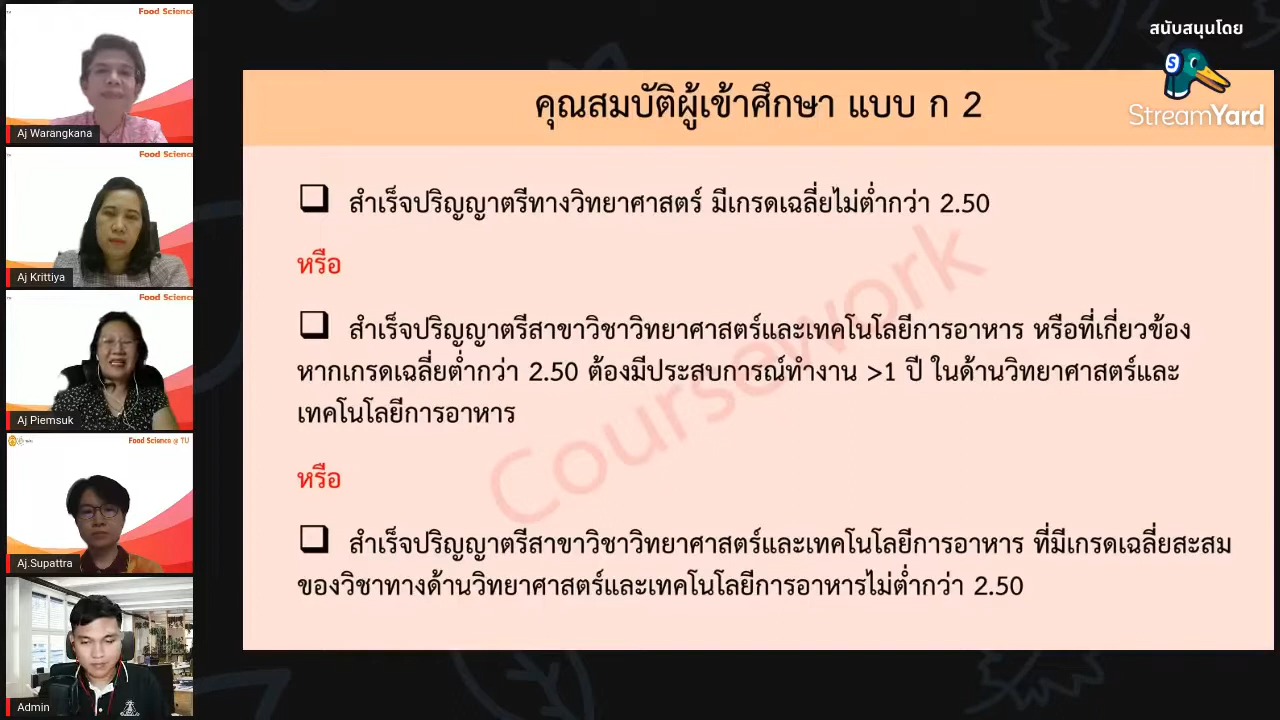 Food Science
Aj Warangkana
Food Science
Aj Krittiya
Food Science
Aj Piemsuk
Food Science @ TU
Aj.Supattra
Admin
สนับสนุนโดย
StreamYard
คุณสมบัติผู้เข้าศึกษา แบบ ก 2
สำเร็จปริญญาตรีทางวิทยาศาสตร์ มีเกรดเฉลี่ยไม่ต่ำกว่า 2.50
หรือ
สำเร็จปริญญาตรีสาขาวิชาวิทยาศาสตร์และเทคโนโลยีการอาหาร หรือที่เกี่ยวข้อง
หากเกรดเฉลี่ยต่ำกว่า 2.50 ต้องมีประสบการณ์ทำงาน >1 ปี ในด้านวิทยาศาสตร์และ
เทคโนโลยีการอาหาร
หรือ
สำเร็จปริญญาตรีสาขาวิชาวิทยาศาสตร์และเทคโนโลยีการอาหาร ที่มีเกรดเฉลี่ยสะสม
ของวิชาทางด้านวิทยาศาสตร์และเทคโนโลยีการอาหารไม่ต่ำกว่า 2.50
Coursework